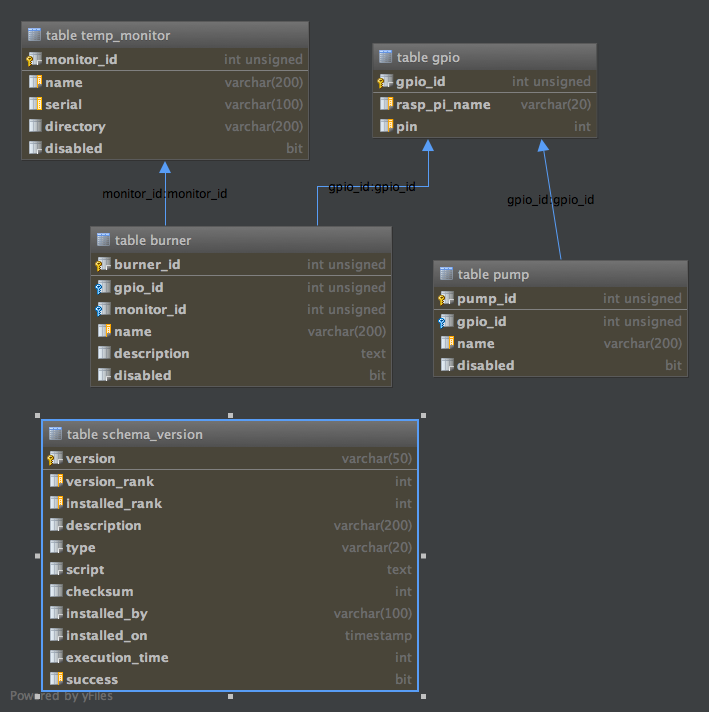 table temp_monitor
monitor_id int unsigned
name varchar(200)
serial varchar(100)
directory varchar(200)
disabled bit
table gpio
gpio_id int unsigned
rasp_pi_name varchar(20)
pin int
monitor_id:monitor_id
gpio_id:gpio_id
gpio_id:gpio_id
table burner
burner_id int unsigned
gpio_id int unsigned
monitor_id int unsigned
name varchar(200)
description text
disabled bit
table pump
pump_id int unsigned
gpio_id int unsigned
name varchar(200)
disabled bit
table schema_version
version varchar(50)
version_rank int
installed_rank int
description varchar(200)
type varchar(20)
script text
checksum int
installed_by varchar(100)
installed_on timestamp
execution_time int
success bit
Powered by yFiles